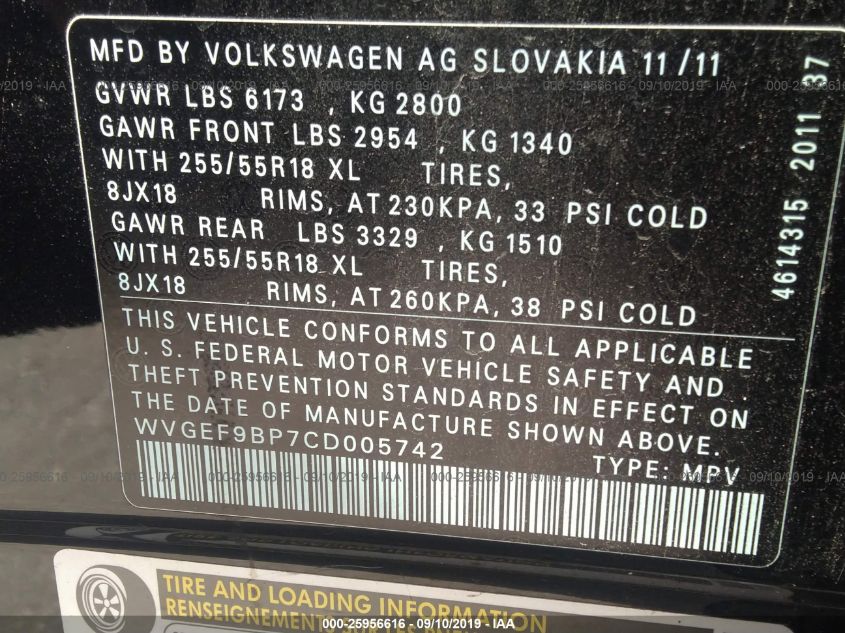 MFD BY VOLKSWAGEN AG SLOVAKIA 11/11
GVWR LBS 6173 , KG 2800
GAWR FRONT LBS 2954 , KG 1340
WITH 255/55R18 XL TIRES,
8JX18 RIMS, AT 230KPA, 33 PSI COLD
GAWR REAR LBS 3329 , KG 1510
WITH 255/55R18 XL TIRES,
8JX18 RIMS, AT 260KPA, 38 PSI COLD
4614315 2011 37
THIS VEHICLE CONFORMS TO ALL APPLICABLE
U. S. FEDERAL MOTOR VEHICLE SAFETY AND
THEFT PREVENTION STANDARDS IN EFFECT ON
THE DATE OF MANUFACTURE SHOWN ABOVE.
WVGEF9BP7CD005742
TYPE: MPV
TIRE AND LOADING
RENSEIGNEMENTS
000-25956616 - 09/10/2019 - IAA